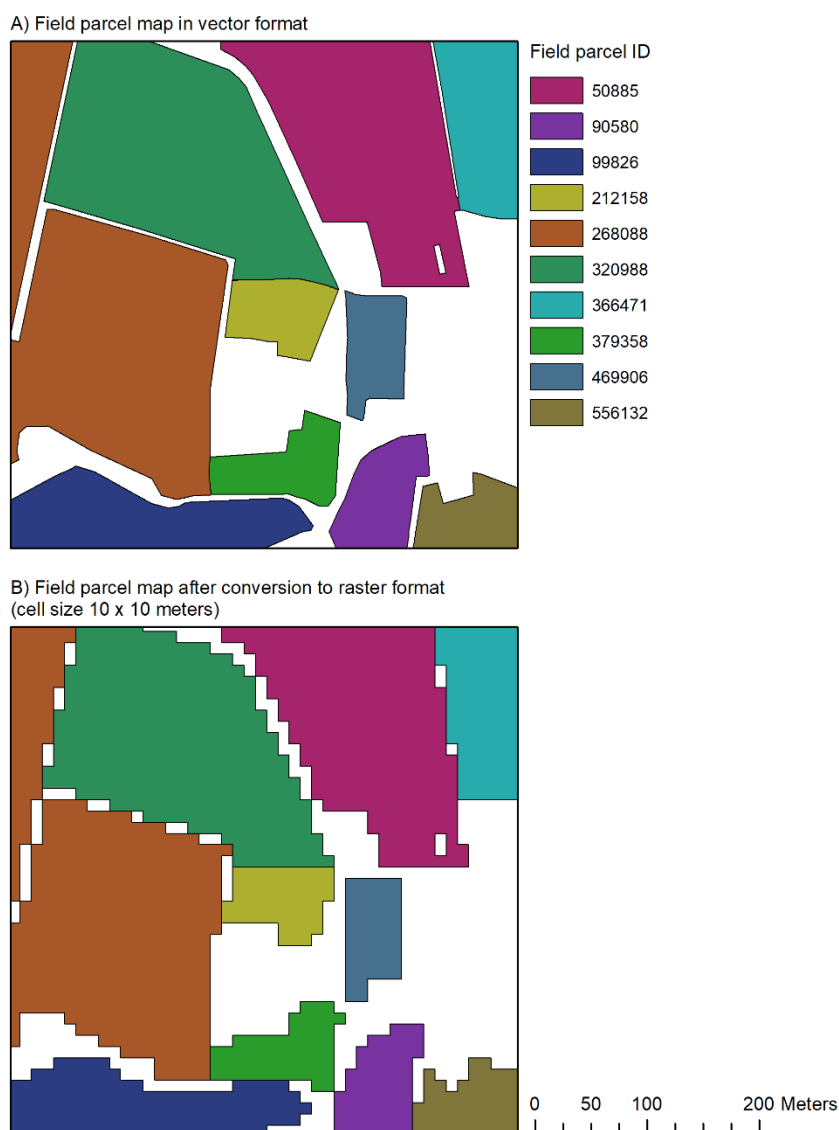 A) Field parcel map in vector format
Field parcel ID
50885
90580
99826
212158
268088
320988
366471
379358
469906
556132
B) Field parcel map after conversion to raster format
(cell size 10 x 10 meters)
0 50 100 200 Meters